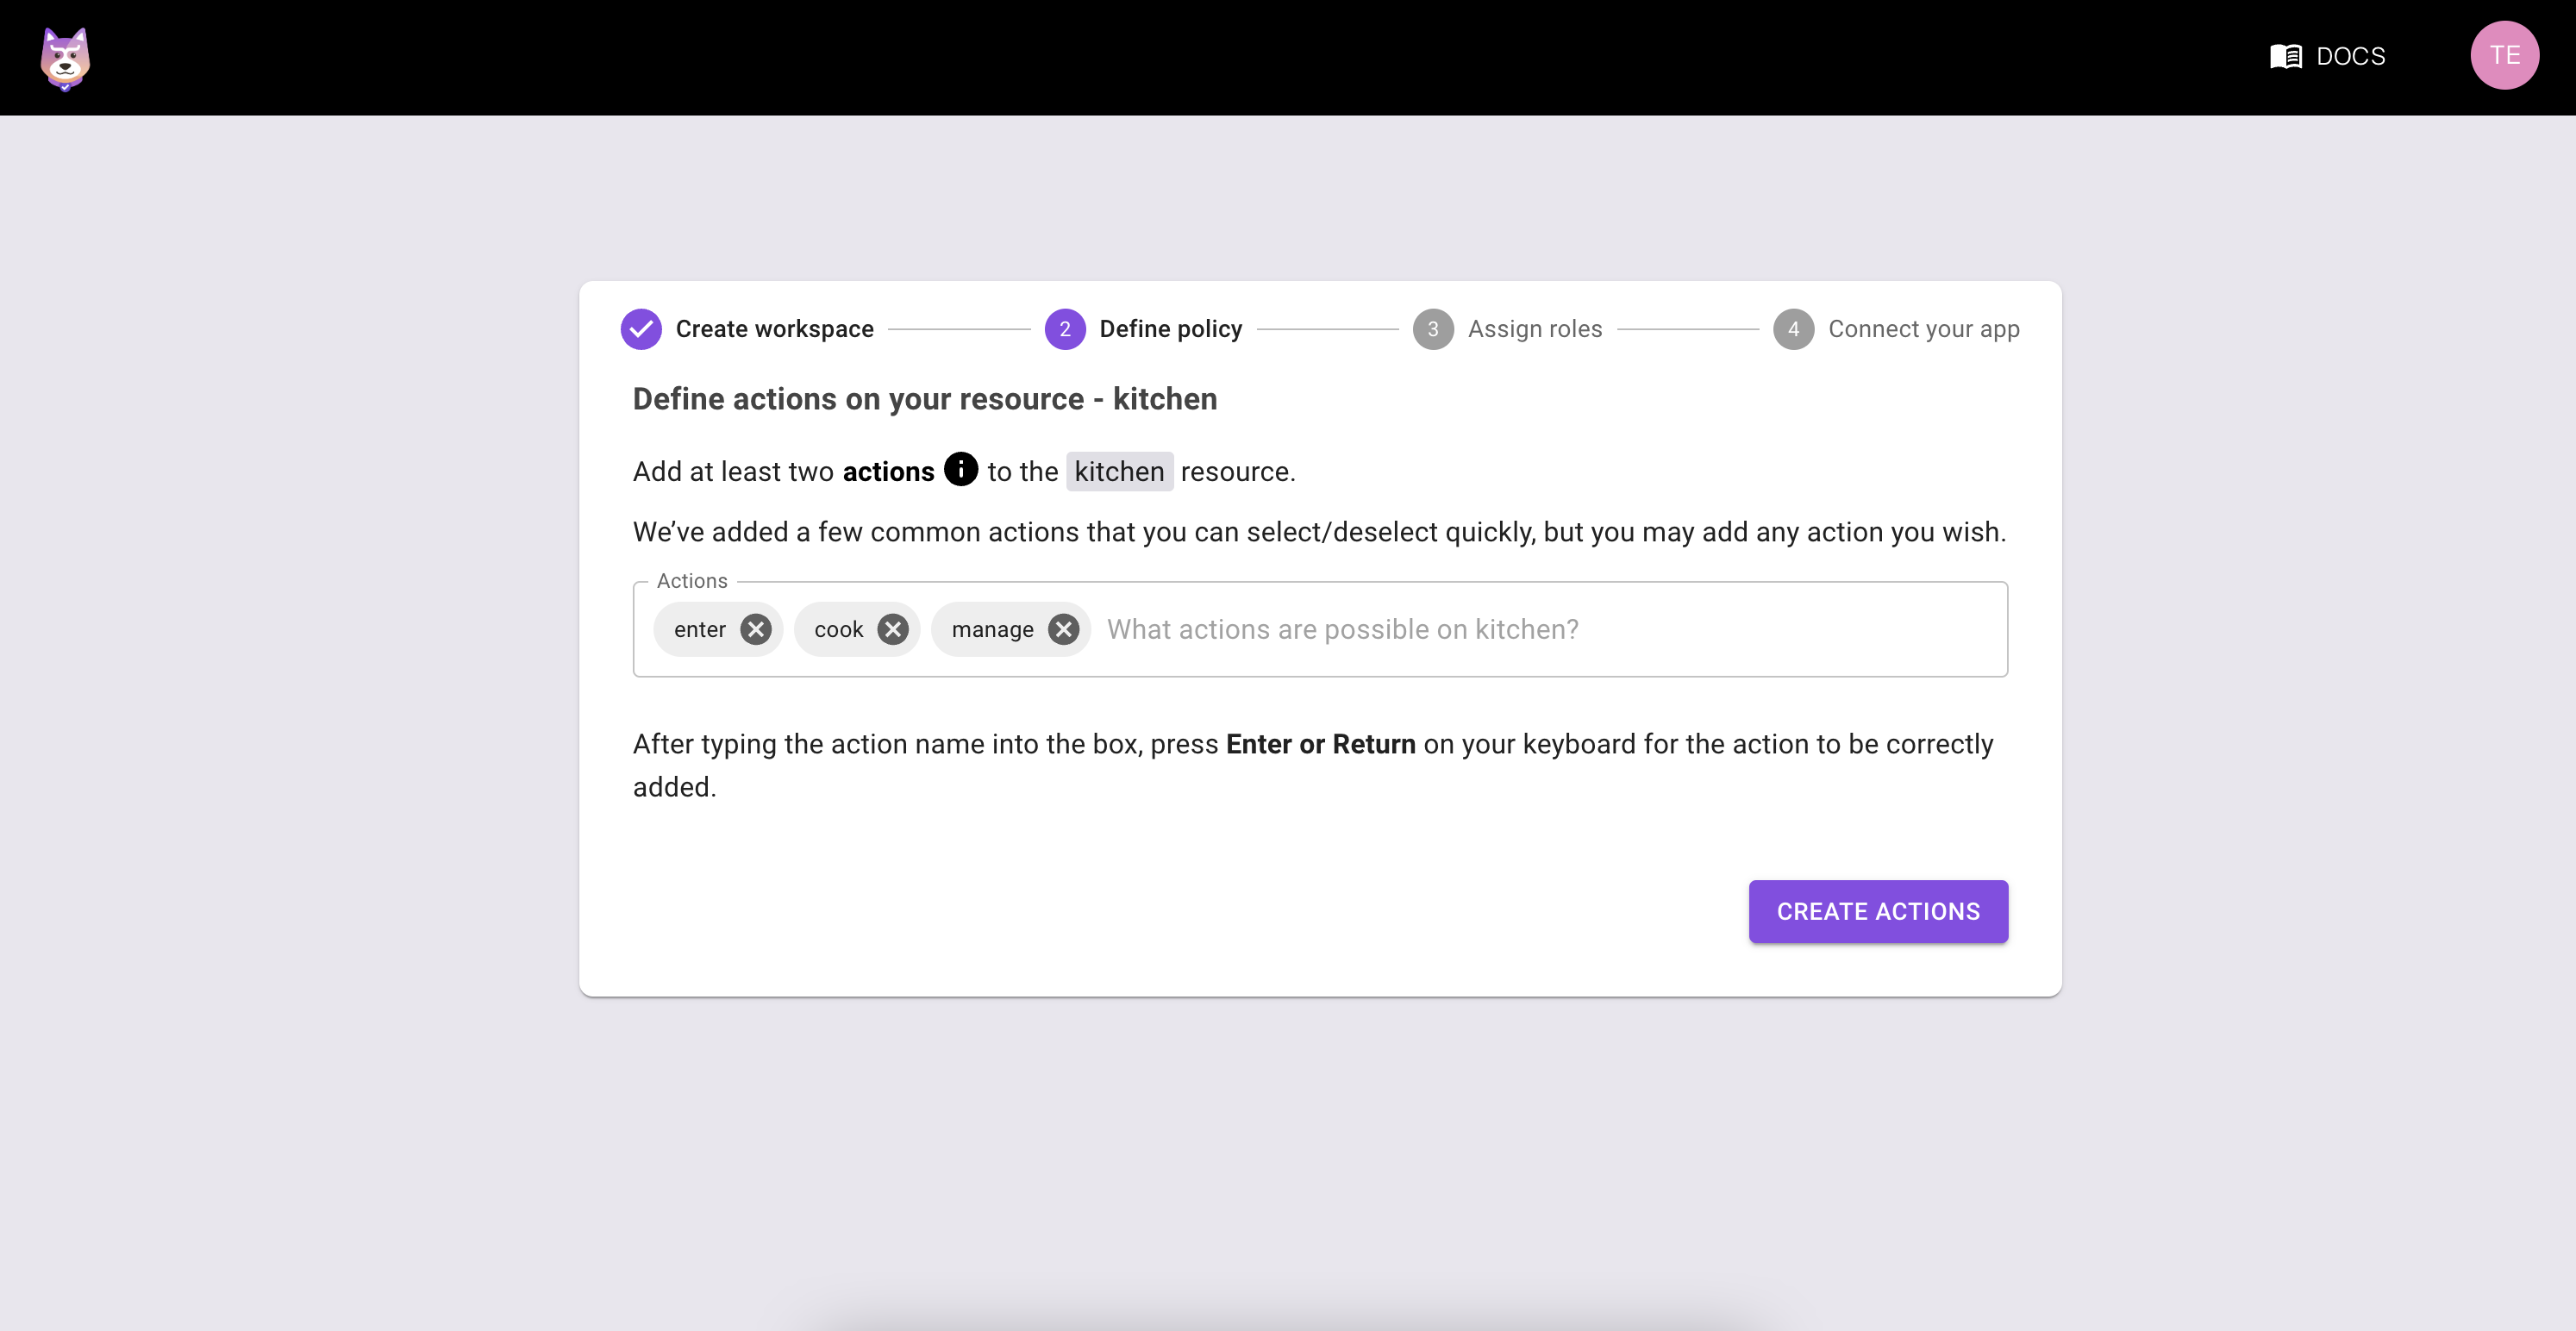 DOCS
TE
Create workspace
2 Define policy
3 Assign roles
4 Connect your app
Define actions on your resource - kitchen
Add at least two actions i to the kitchen resource.
We’ve added a few common actions that you can select/deselect quickly, but you may add any action you wish.
Actions
enter cook manage What actions are possible on kitchen?
After typing the action name into the box, press Enter or Return on your keyboard for the action to be correctly
added.
CREATE ACTIONS